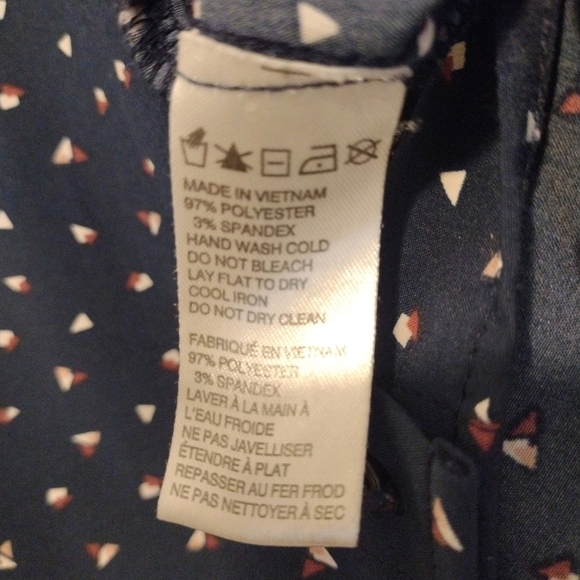 MADE IN VIETNAM
97% POLYESTER
3% SPANDEX
HAND WASH COLD
DO NOT BLEACH
LAY FLAT TO DRY
COOL IRON
DO NOT DRY CLEAN
FABRIQUÉ EN VIETNAM
97% POLYESTER
3% SPANDEX
LAVER À LA MAIN À
L'EAU FROIDE
NE PAS JAVELLISER
ÉTENDRE À PLAT
REPASSER AU FER FROD
NE PAS NETTOYER À SEC